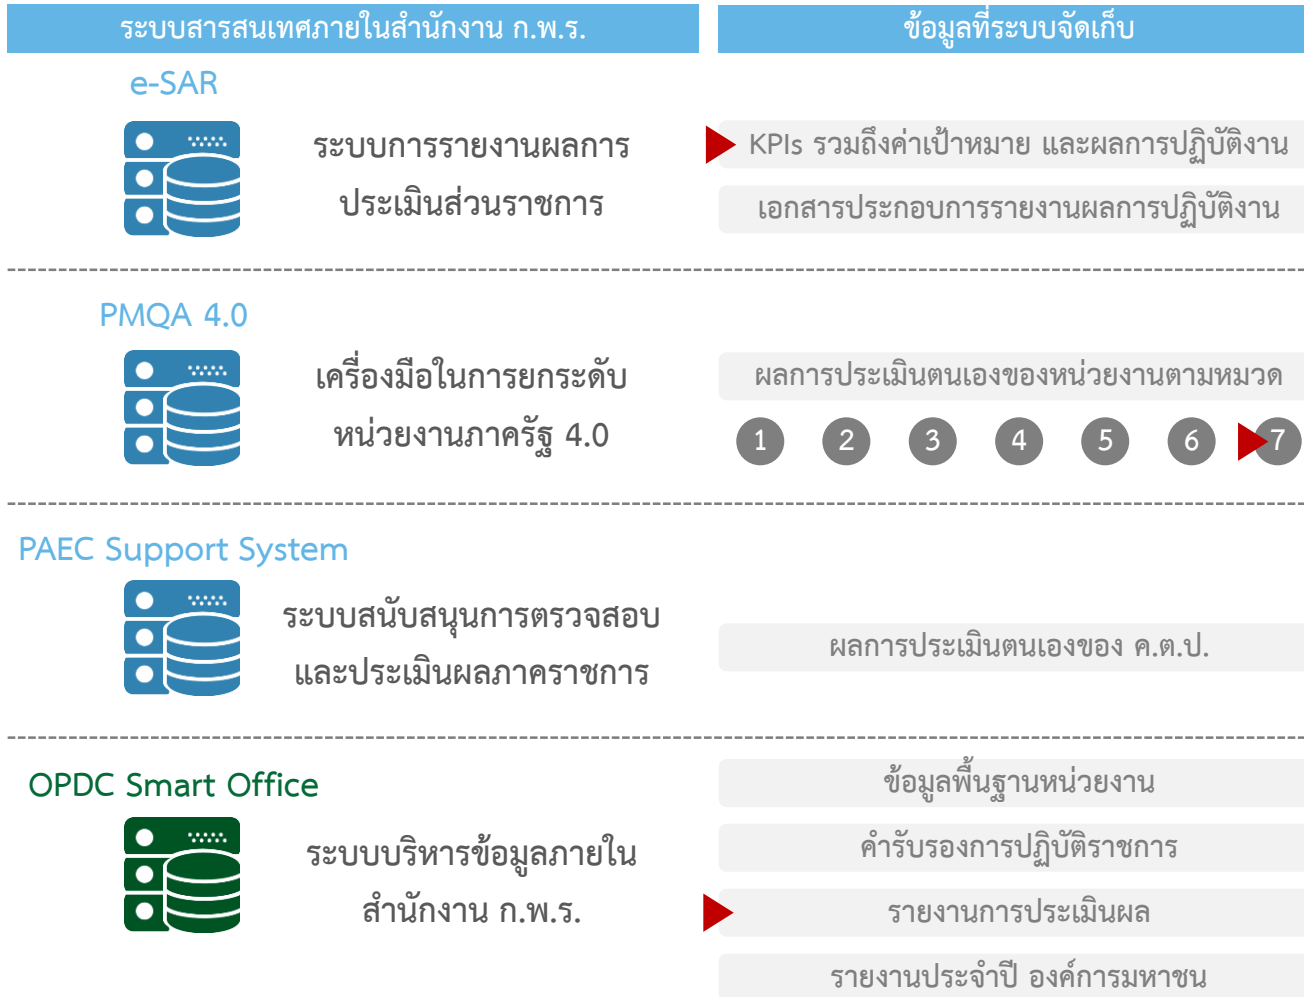 ระบบสารสนเทศภายในสำนักงาน ก.พ.ร.
ข้อมูลที่ระบบจัดเก็บ
e-SAR
ระบบการรายงานผลการ
ประเมินส่วนราชการ
KPIs รวมถึงค่าเป้าหมาย และผลการปฏิบัติงาน
เอกสารประกอบการรายงานผลการปฏิบัติงาน
PMQA 4.0
เครื่องมือในการยกระดับ
หน่วยงานภาครัฐ 4.0
ผลการประเมินตนเองของหน่วยงานตามหมวด
1 2 3 4 5 6 7
PAEC Support System
ระบบสนับสนุนการตรวจสอบ
และประเมินผลภาคราชการ
ผลการประเมินตนเองของ ค.ต.ป.
OPDC Smart Office
ระบบบริหารข้อมูลภายใน
สำนักงาน ก.พ.ร.
ข้อมูลพื้นฐานหน่วยงาน
คำรับรองการปฏิบัติราชการ
รายงานการประเมินผล
รายงานประจำปี องค์การมหาชน